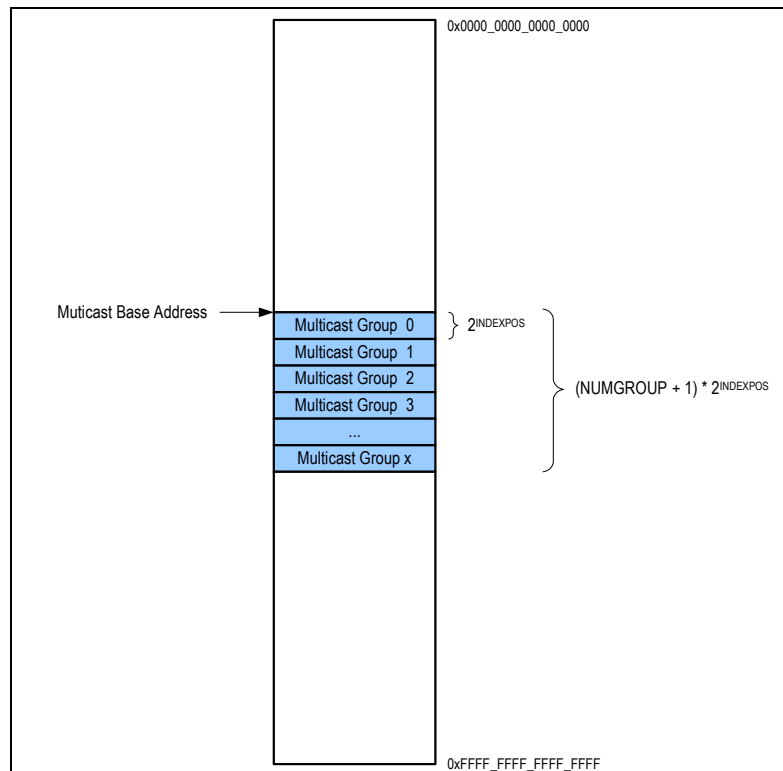 0x0000_0000_0000_0000
Muticast Base Address
Multicast Group 0
2INDEXPOS
Multicast Group 1
Multicast Group 2
Multicast Group 3
(NUMGROUP + 1) * 2INDEXPOS
...
Multicast Group x
0xFFFF_FFFF_FFFF_FFFF